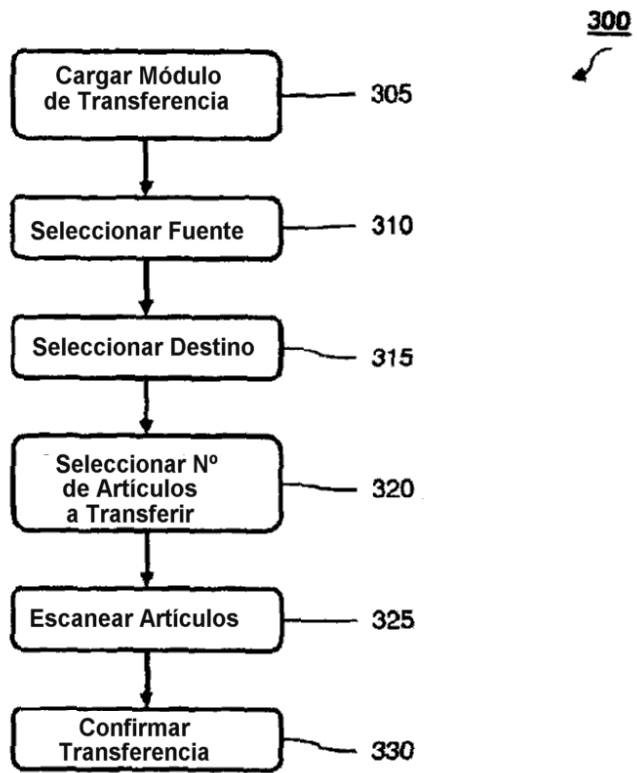 300
Cargar Módulo
de Transferencia
305
Seleccionar Fuente
310
Seleccionar Destino
315
Seleccionar Nº
de Artículos
a Transferir
320
Escanear Artículos
325
Confirmar
Transferencia
330